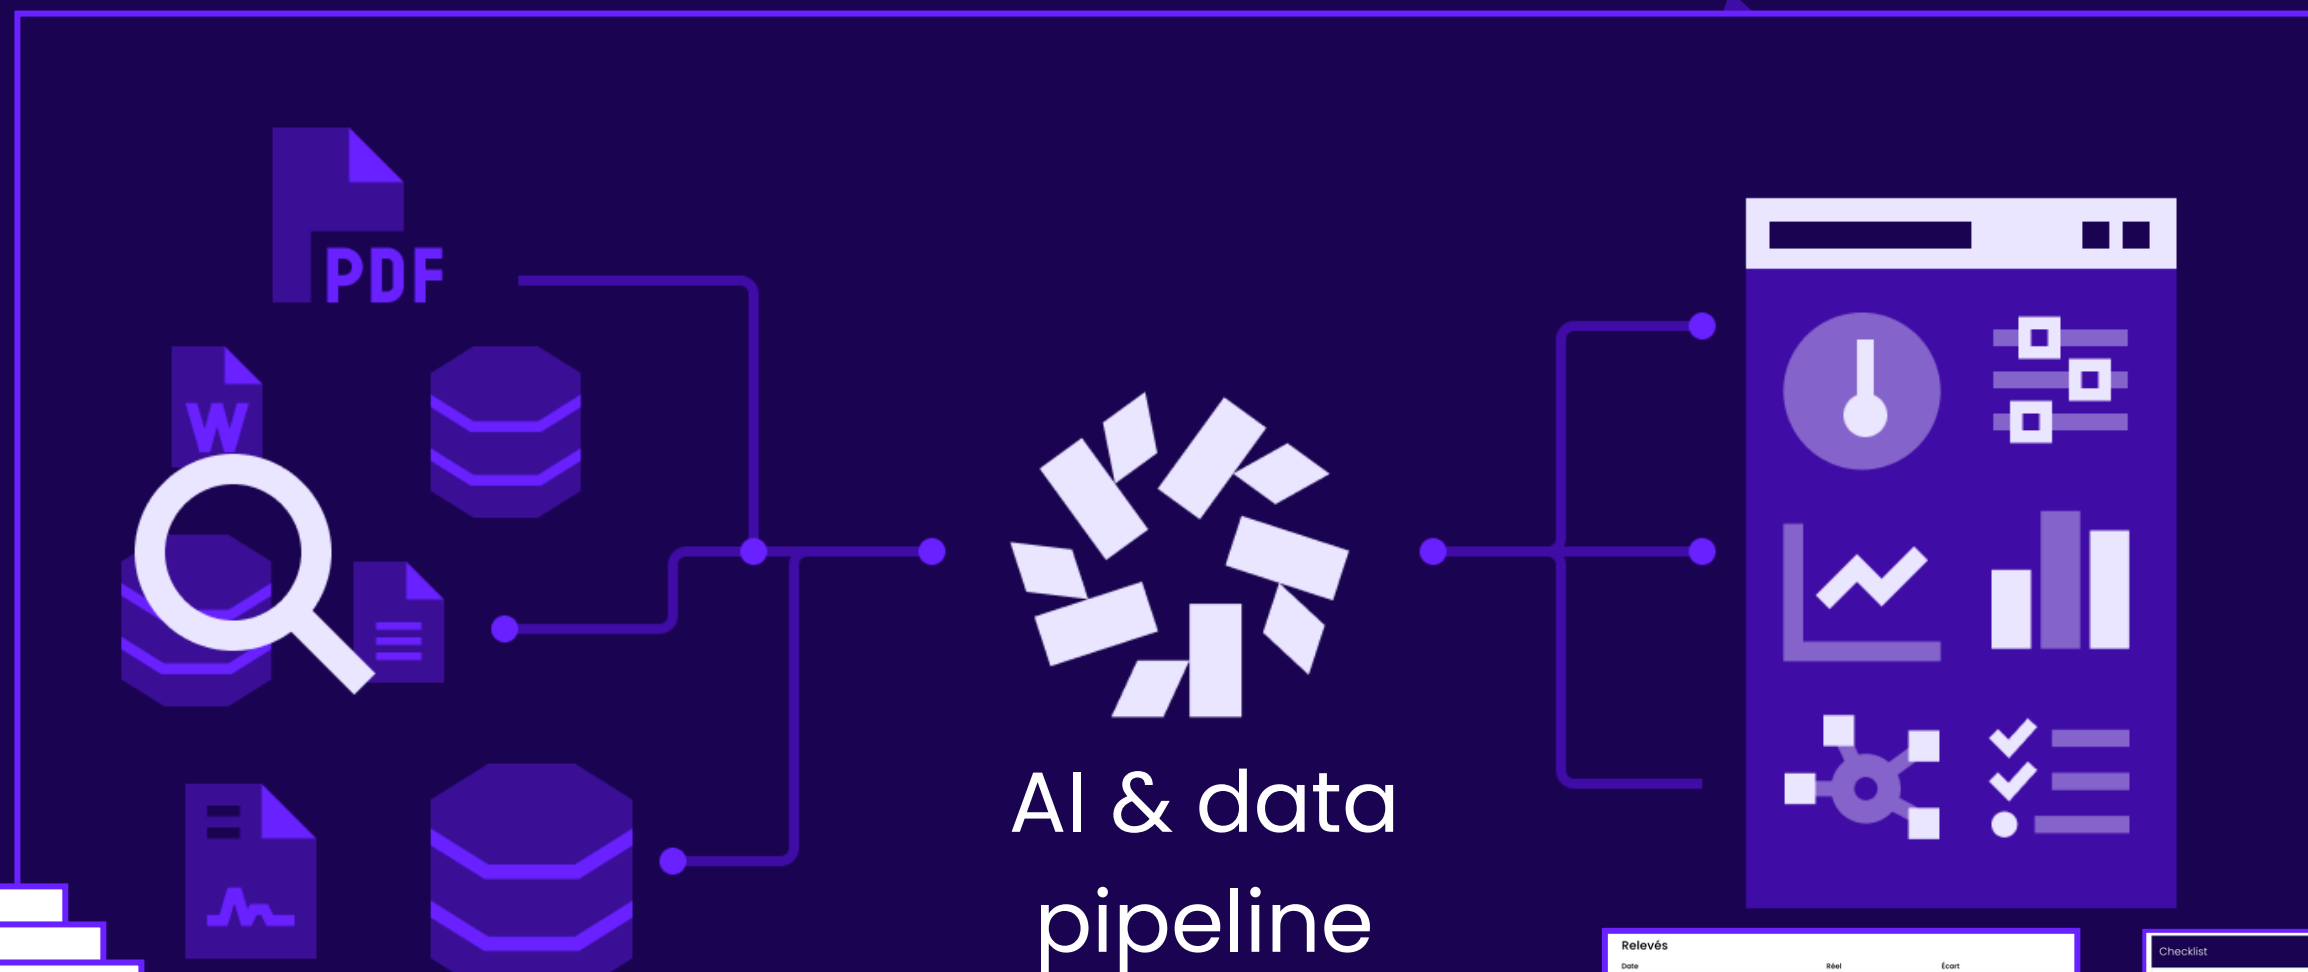 PDF
W
AI & data
pipeline
Relevés
Date Réel Écart
Checklist